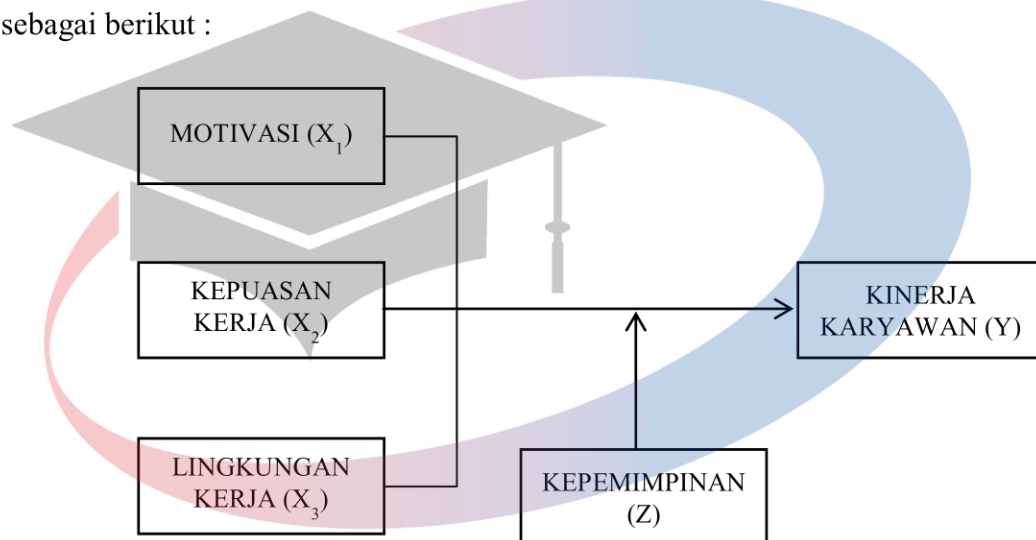 sebagai berikut :
MOTIVASI (X₁)
KEPUASAN
KERJA (X₂)
KINERJA
KARYAWAN (Y)
LINGKUNGAN
KERJA (X₃)
KEPEMIMPINAN
(Z)